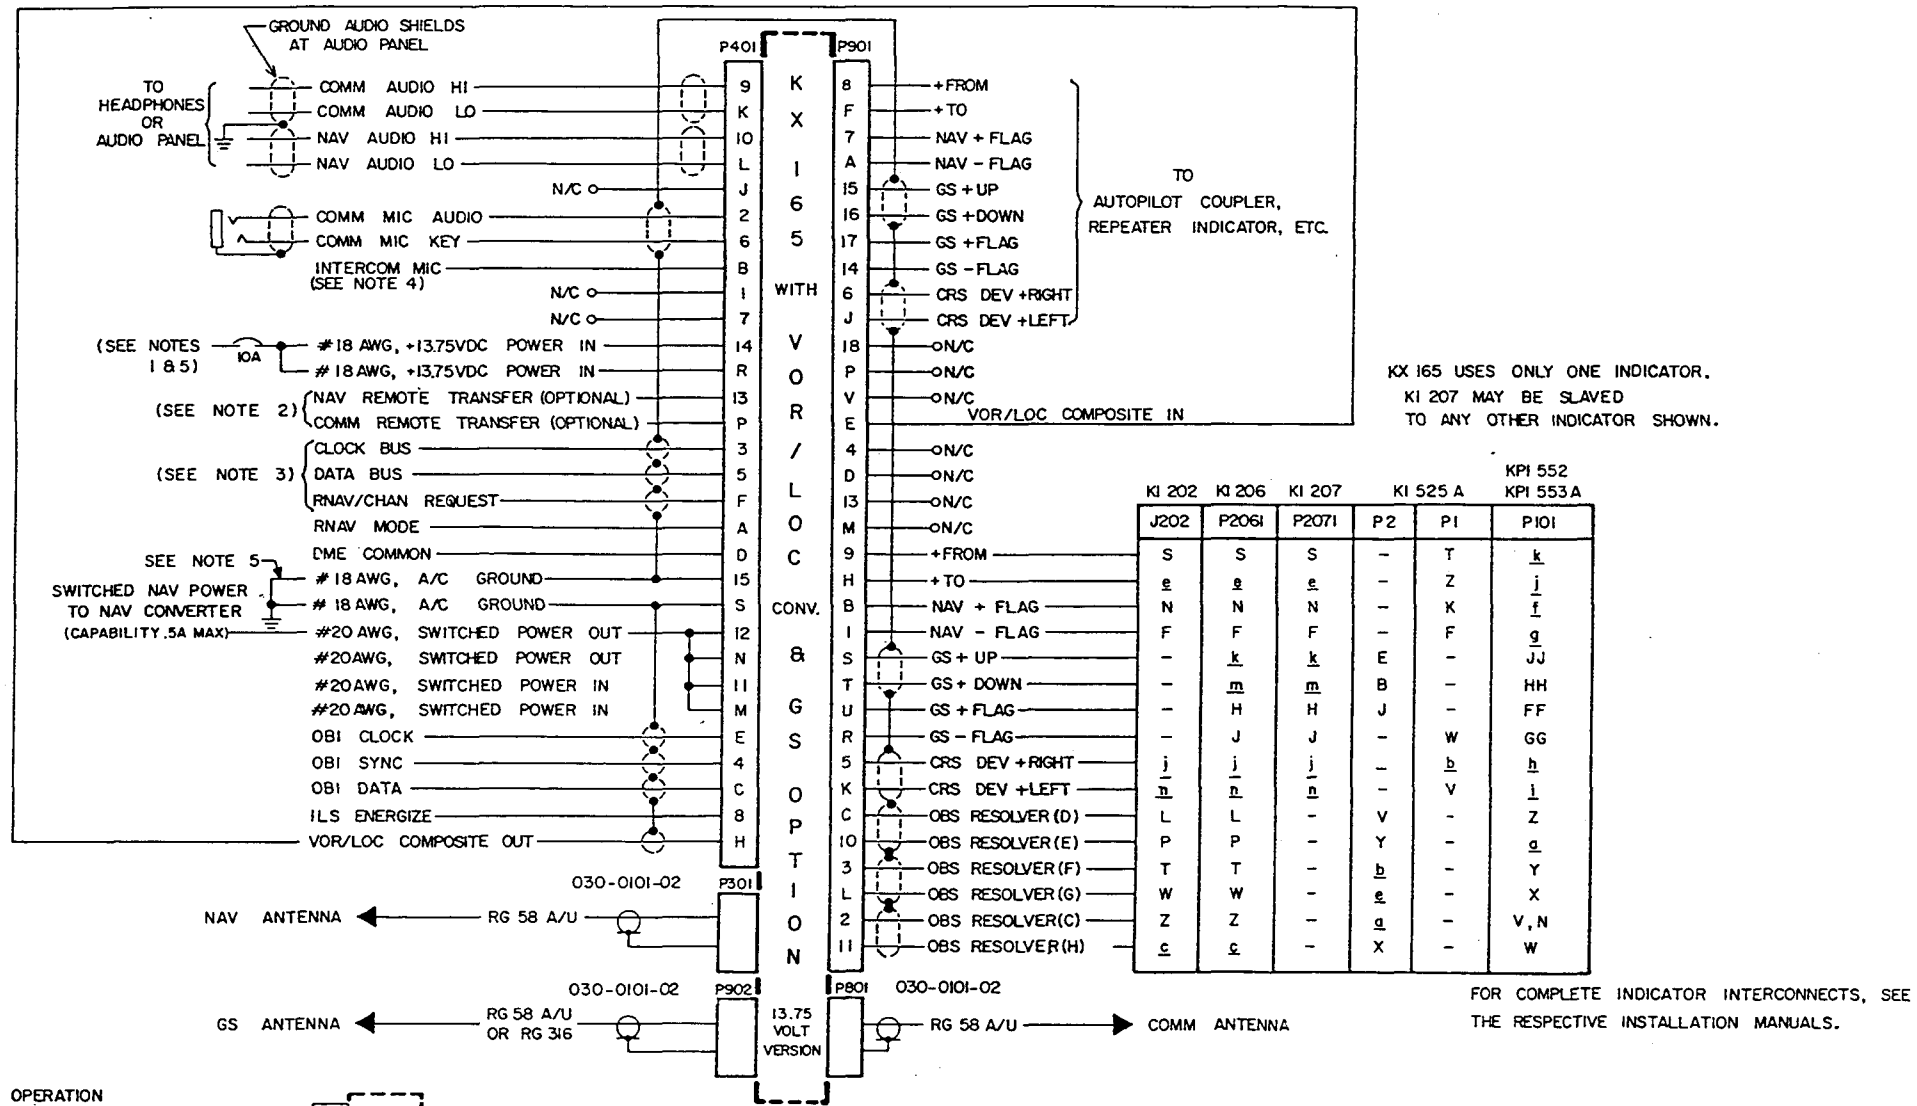 GROUND AUDIO SHIELDS
AT AUDIO PANEL
TO
HEADPHONES
OR
AUDIO PANEL
P401
9 COMM AUDIO HI
K COMM AUDIO LO
10 NAV AUDIO HI
L NAV AUDIO LO
J N/C
2 COMM MIC AUDIO
6 COMM MIC KEY
B INTERCOM MIC
(SEE NOTE 4)
1 N/C
7 N/C
(SEE NOTES
1 & 5)
10A
14 #18 AWG, +13.75VDC POWER IN
R #18 AWG, +13.75VDC POWER IN
(SEE NOTE 2)
13 NAV REMOTE TRANSFER (OPTIONAL)
P COMM REMOTE TRANSFER (OPTIONAL)
(SEE NOTE 3)
3 CLOCK BUS
5 DATA BUS
F RNAV/CHAN REQUEST
A RNAV MODE
D DME COMMON
SEE NOTE 5
15 #18 AWG, A/C GROUND
S #18 AWG, A/C GROUND
SWITCHED NAV POWER
TO NAV CONVERTER
(CAPABILITY .5A MAX)
12 #20 AWG, SWITCHED POWER OUT
N #20AWG, SWITCHED POWER OUT
11 #20AWG, SWITCHED POWER IN
M #20 AWG, SWITCHED POWER IN
E OBI CLOCK
4 OBI SYNC
C OBI DATA
8 ILS ENERGIZE
H VOR/LOC COMPOSITE OUT
KX 165 WITH VOR/LOC CONV. & GS OPTION
P901
8 +FROM
F +TO
7 NAV + FLAG
A NAV - FLAG
15 GS +UP
16 GS +DOWN
17 GS +FLAG
14 GS -FLAG
6 CRS DEV +RIGHT
J CRS DEV +LEFT
TO
AUTOPILOT COUPLER,
REPEATER INDICATOR, ETC.
18 N/C
P N/C
V N/C
E VOR/LOC COMPOSITE IN
4 N/C
D N/C
13 N/C
M N/C
KX 165 USES ONLY ONE INDICATOR.
KI 207 MAY BE SLAVED
TO ANY OTHER INDICATOR SHOWN.
KPI 552
KI 202 KI 206 KI 207 KI 525 A KPI 553A
J202 P2061 P2071 P2 P1 P101
9 +FROM S S S - T k
H +TO e e e - Z j
B NAV + FLAG N N N - K f
1 NAV - FLAG F F F - F g
S GS + UP - k k E - JJ
T GS + DOWN - m m B - HH
U GS + FLAG - H H J - FF
R GS - FLAG - J J - W GG
5 CRS DEV +RIGHT j j j - b h
K CRS DEV +LEFT n n n - V i
C OBS RESOLVER (D) L L - V - Z
10 OBS RESOLVER (E) P P - Y - a
3 OBS RESOLVER (F) T T - b - Y
L OBS RESOLVER (G) W W - e - X
2 OBS RESOLVER (C) Z Z - a - V, N
11 OBS RESOLVER (H) c c - X - W
030-0101-02 P301
NAV ANTENNA RG 58 A/U
030-0101-02 P902
GS ANTENNA RG 58 A/U
OR RG 316
13.75
VOLT
VERSION
P801 030-0101-02
RG 58 A/U COMM ANTENNA
FOR COMPLETE INDICATOR INTERCONNECTS, SEE
THE RESPECTIVE INSTALLATION MANUALS.
OPERATION